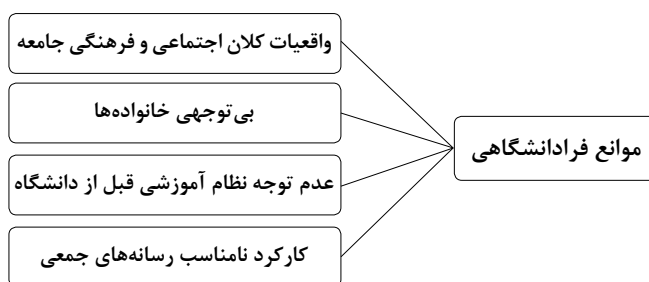 موانع فرادانشگاهی
واقعیات کلان اجتماعی و فرهنگی جامعه
بی‌توجهی خانواده‌ها
عدم توجه نظام آموزشی قبل از دانشگاه
کارکرد نامناسب رسانه‌های جمعی